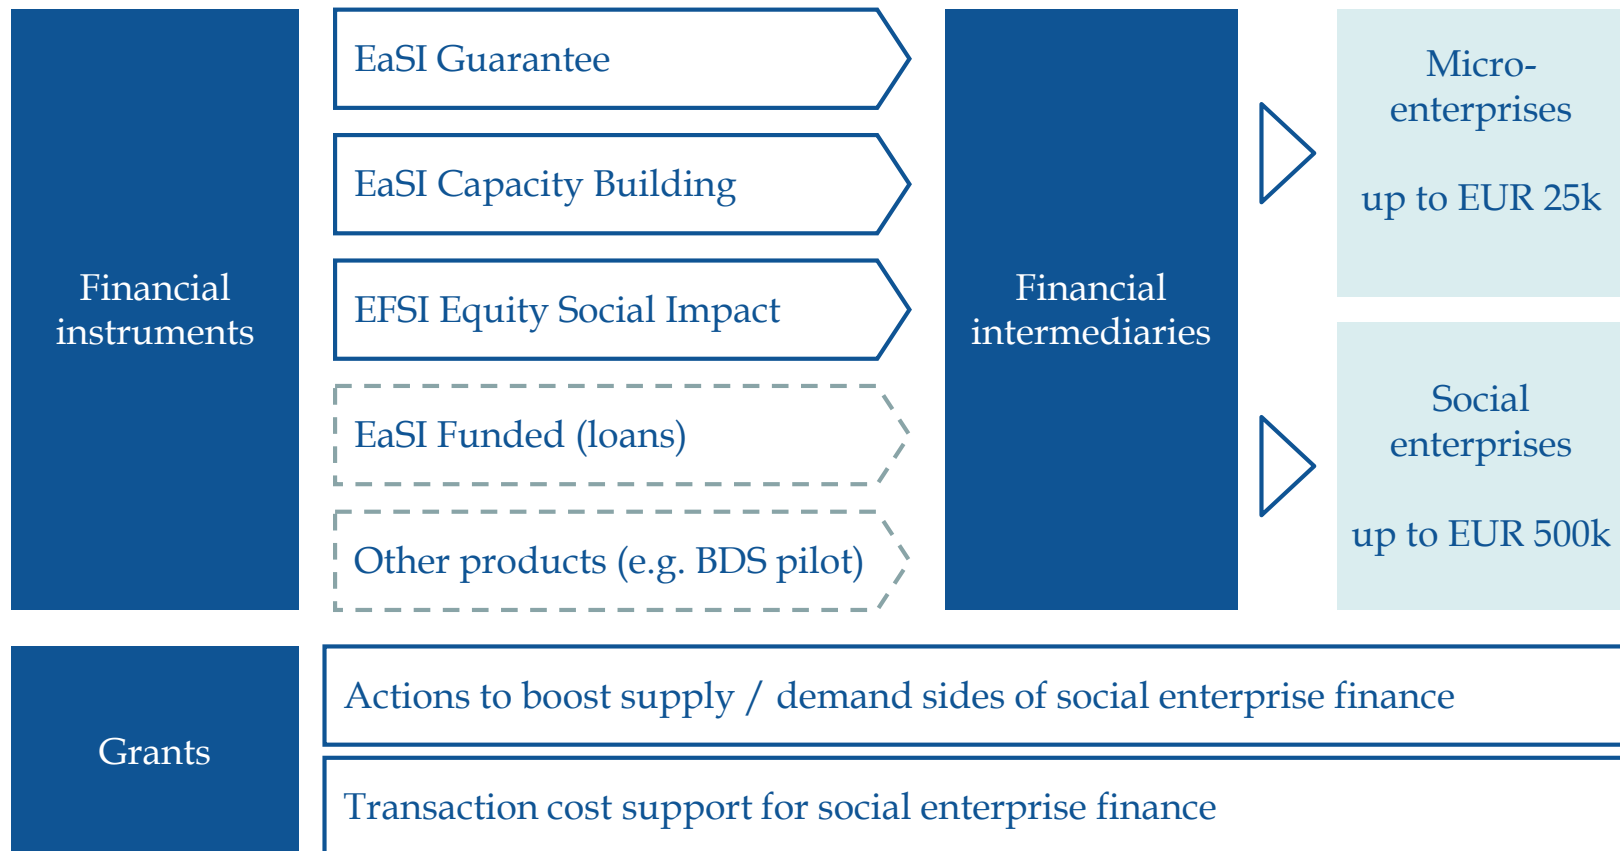 Financial
instruments
EaSI Guarantee
EaSI Capacity Building
EFSI Equity Social Impact
EaSI Funded (loans)
Other products (e.g. BDS pilot)
Financial
intermediaries
Micro-
enterprises
up to EUR 25k
Social
enterprises
up to EUR 500k
Grants
Actions to boost supply / demand sides of social enterprise finance
Transaction cost support for social enterprise finance